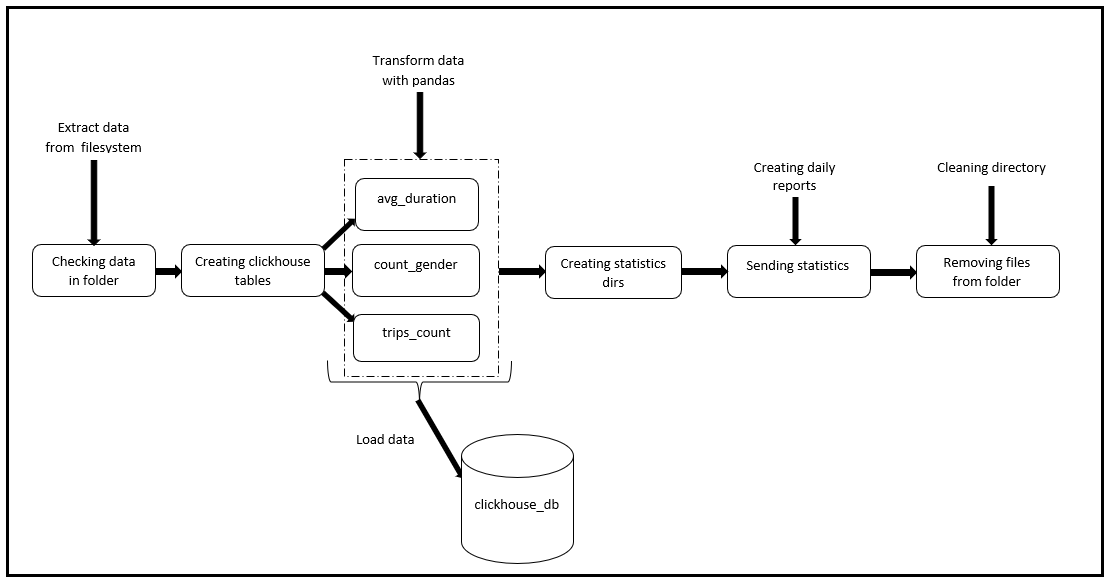 Transform data
with pandas
Extract data
from filesystem
Creating daily
reports
Cleaning directory
avg_duration
Checking data
in folder
Creating clickhouse
tables
count_gender
Creating statistics
dirs
Sending statistics
Removing files
from folder
trips_count
Load data
clickhouse_db